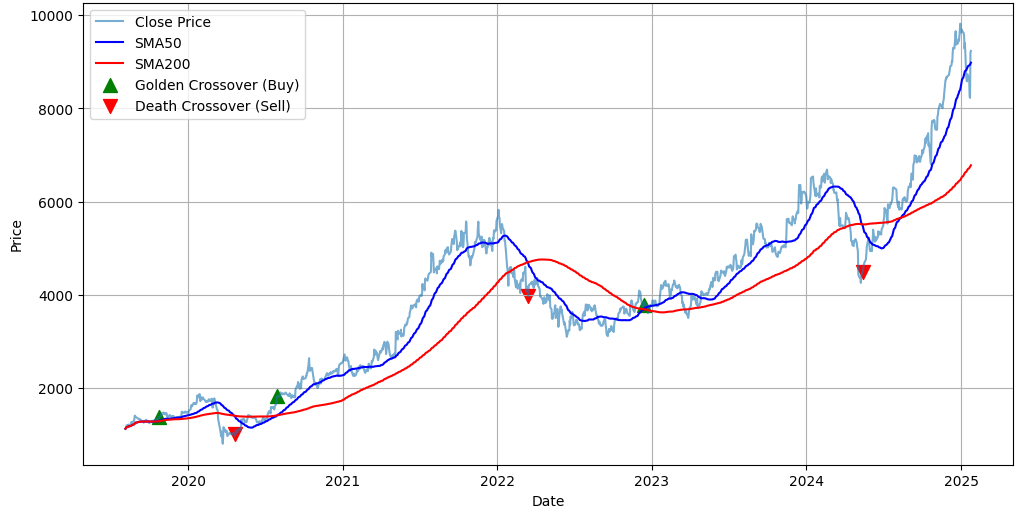 10000
8000
6000
4000
2000
Price
Close Price
SMA50
SMA200
Golden Crossover (Buy)
Death Crossover (Sell)
2020 2021 2022 2023 2024 2025
Date